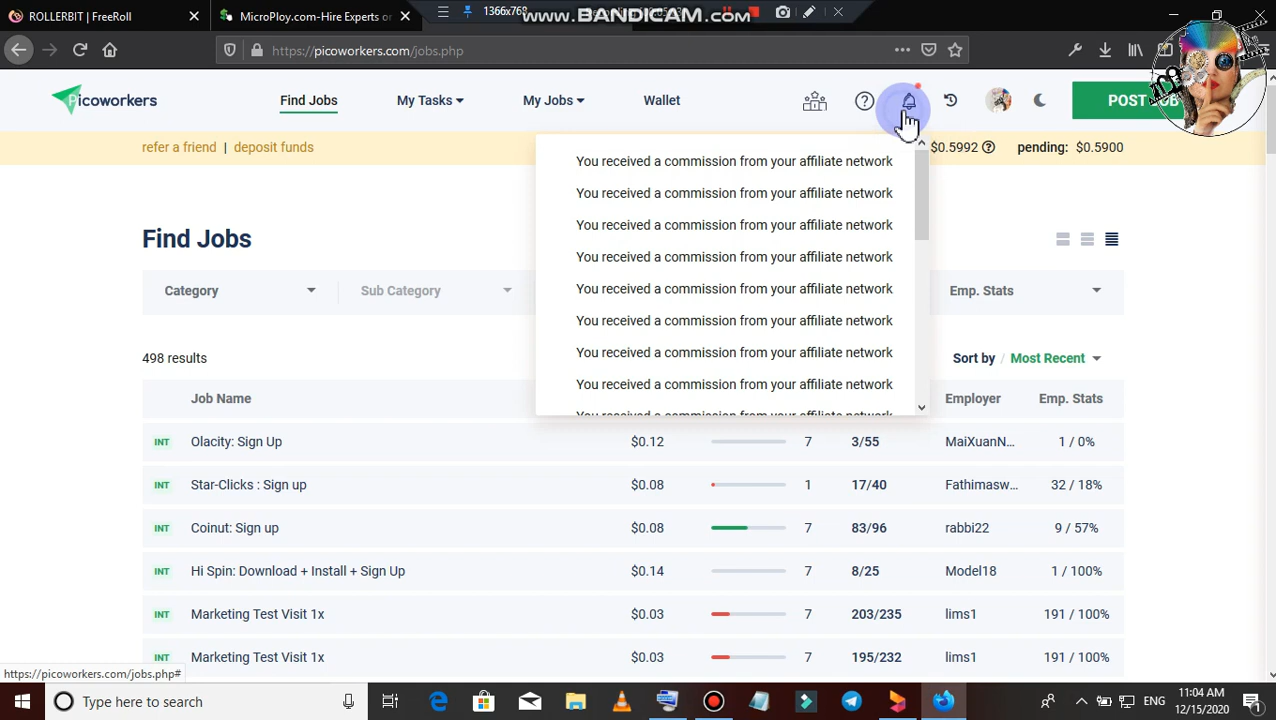 ROLLERBIT | FreeRoll
MicroPloy.com-Hire Experts or
1366x768
www.BANDICAM.com
https://picoworkers.com/jobs.php
Picoworkers
Find Jobs
My Tasks
My Jobs
Wallet
POST JOB
refer a friend | deposit funds
$0.5992
pending: $0.5900
You received a commission from your affiliate network
You received a commission from your affiliate network
You received a commission from your affiliate network
You received a commission from your affiliate network
You received a commission from your affiliate network
You received a commission from your affiliate network
You received a commission from your affiliate network
You received a commission from your affiliate network
You received a commission from your affiliate network
Find Jobs
Category
Sub Category
Emp. Stats
498 results
Sort by / Most Recent
Job Name Employer Emp. Stats
INT Olacity: Sign Up $0.12 7 3/55 MaiXuanN... 1 / 0%
INT Star-Clicks : Sign up $0.08 1 17/40 Fathimasw... 32 / 18%
INT Coinut: Sign up $0.08 7 83/96 rabbi22 9 / 57%
INT Hi Spin: Download + Install + Sign Up $0.14 7 8/25 Model18 1 / 100%
INT Marketing Test Visit 1x $0.03 7 203/235 lims1 191 / 100%
INT Marketing Test Visit 1x $0.03 7 195/232 lims1 191 / 100%
https://picoworkers.com/jobs.php#
Type here to search
ENG
11:04 AM
12/15/2020
1